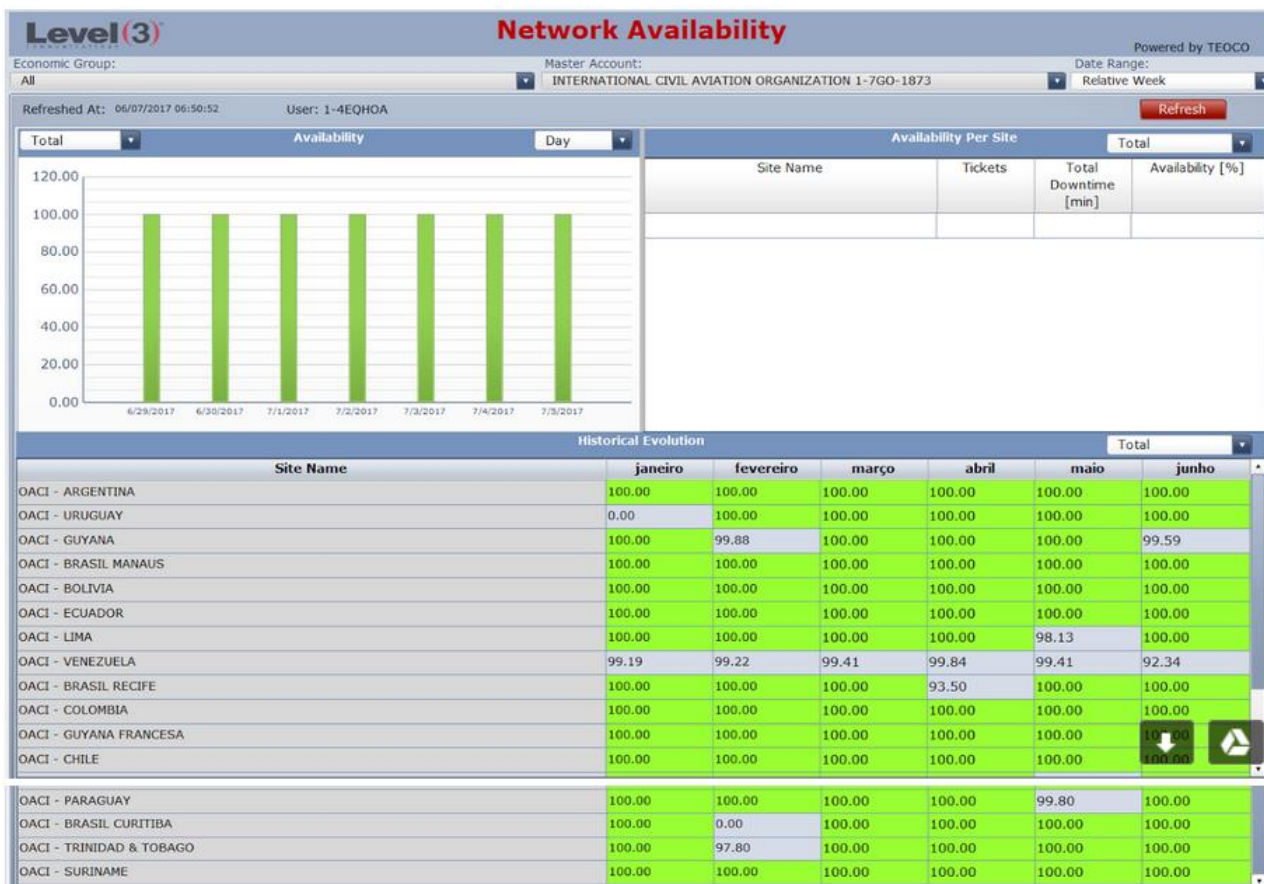 Level(3)
COMMUNICATIONS
Network Availability
Powered by TEOCO
Economic Group: Master Account: Date Range:
All INTERNATIONAL CIVIL AVIATION ORGANIZATION 1-7GO-1873 Relative Week
Refreshed At: 06/07/2017 06:50:52 User: 1-4EQHOA Refresh
Total Availability Day
120.00
100.00
80.00
60.00
40.00
20.00
0.00
6/29/2017 6/30/2017 7/1/2017 7/2/2017 7/3/2017 7/4/2017 7/5/2017
Availability Per Site Total
Site Name Tickets Total Downtime [min] Availability [%]
Historical Evolution Total
Site Name janeiro fevereiro março abril maio junho
OACI - ARGENTINA 100.00 100.00 100.00 100.00 100.00 100.00
OACI - URUGUAY 0.00 100.00 100.00 100.00 100.00 100.00
OACI - GUYANA 100.00 99.88 100.00 100.00 100.00 99.59
OACI - BRASIL MANAUS 100.00 100.00 100.00 100.00 100.00 100.00
OACI - BOLIVIA 100.00 100.00 100.00 100.00 100.00 100.00
OACI - ECUADOR 100.00 100.00 100.00 100.00 100.00 100.00
OACI - LIMA 100.00 100.00 100.00 100.00 98.13 100.00
OACI - VENEZUELA 99.19 99.22 99.41 99.84 99.41 92.34
OACI - BRASIL RECIFE 100.00 100.00 100.00 93.50 100.00 100.00
OACI - COLOMBIA 100.00 100.00 100.00 100.00 100.00 100.00
OACI - GUYANA FRANCESA 100.00 100.00 100.00 100.00 100.00
OACI - CHILE 100.00 100.00 100.00 100.00 100.00 100.00
OACI - PARAGUAY 100.00 100.00 100.00 100.00 99.80 100.00
OACI - BRASIL CURITIBA 100.00 0.00 100.00 100.00 100.00 100.00
OACI - TRINIDAD & TOBAGO 100.00 97.80 100.00 100.00 100.00 100.00
OACI - SURINAME 100.00 100.00 100.00 100.00 100.00 100.00